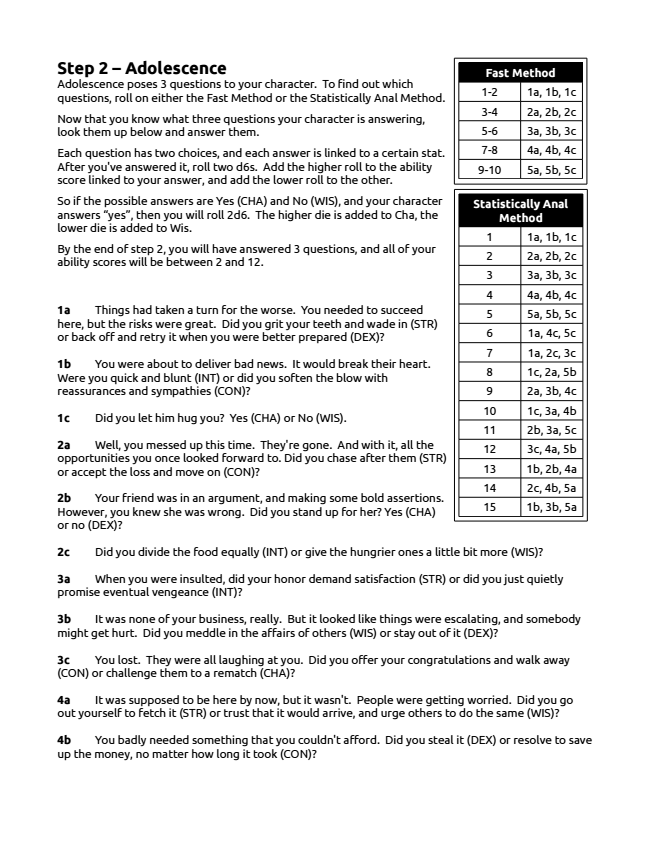 Step 2 – Adolescence
Adolescence poses 3 questions to your character. To find out which
questions, roll on either the Fast Method or the Statistically Anal Method.
Now that you know what three questions your character is answering,
look them up below and answer them.
Each question has two choices, and each answer is linked to a certain stat.
After you've answered it, roll two d6s. Add the higher roll to the ability
score linked to your answer, and add the lower roll to the other.
So if the possible answers are Yes (CHA) and No (WIS), and your character
answers "yes", then you will roll 2d6. The higher die is added to Cha, the
lower die is added to Wis.
By the end of step 2, you will have answered 3 questions, and all of your
ability scores will be between 2 and 12.
Fast Method
1-2 1a, 1b, 1c
3-4 2a, 2b, 2c
5-6 3a, 3b, 3c
7-8 4a, 4b, 4c
9-10 5a, 5b, 5c
Statistically Anal
Method
1 1a, 1b, 1c
2 2a, 2b, 2c
3 3a, 3b, 3c
4 4a, 4b, 4c
5 5a, 5b, 5c
6 1a, 4c, 5c
7 1a, 2c, 3c
8 1c, 2a, 5b
9 2a, 3b, 4c
10 1c, 3a, 4b
11 2b, 3a, 5c
12 3c, 4a, 5b
13 1b, 2b, 4a
14 2c, 4b, 5a
15 1b, 3b, 5a
1a Things had taken a turn for the worse. You needed to succeed
here, but the risks were great. Did you grit your teeth and wade in (STR)
or back off and retry it when you were better prepared (DEX)?
1b You were about to deliver bad news. It would break their heart.
Were you quick and blunt (INT) or did you soften the blow with
reassurances and sympathies (CON)?
1c Did you let him hug you? Yes (CHA) or No (WIS).
2a Well, you messed up this time. They're gone. And with it, all the
opportunities you once looked forward to. Did you chase after them (STR)
or accept the loss and move on (CON)?
2b Your friend was in an argument, and making some bold assertions.
However, you knew she was wrong. Did you stand up for her? Yes (CHA)
or no (DEX)?
2c Did you divide the food equally (INT) or give the hungrier ones a little bit more (WIS)?
3a When you were insulted, did your honor demand satisfaction (STR) or did you just quietly
promise eventual vengeance (INT)?
3b It was none of your business, really. But it looked like things were escalating, and somebody
might get hurt. Did you meddle in the affairs of others (WIS) or stay out of it (DEX)?
3c You lost. They were all laughing at you. Did you offer your congratulations and walk away
(CON) or challenge them to a rematch (CHA)?
4a It was supposed to be here by now, but it wasn't. People were getting worried. Did you go
out yourself to fetch it (STR) or trust that it would arrive, and urge others to do the same (WIS)?
4b You badly needed something that you couldn't afford. Did you steal it (DEX) or resolve to save
up the money, no matter how long it took (CON)?